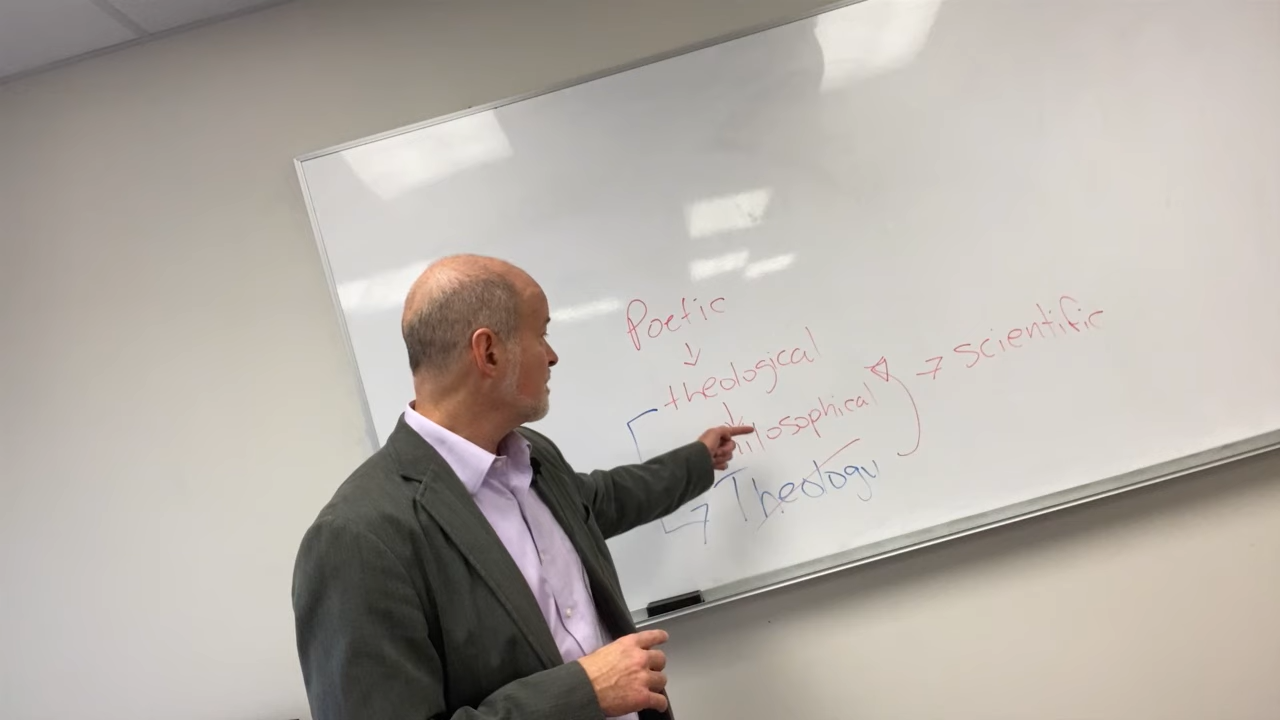 Poetic
↓
theological
philosophical → scientific
→ Theology